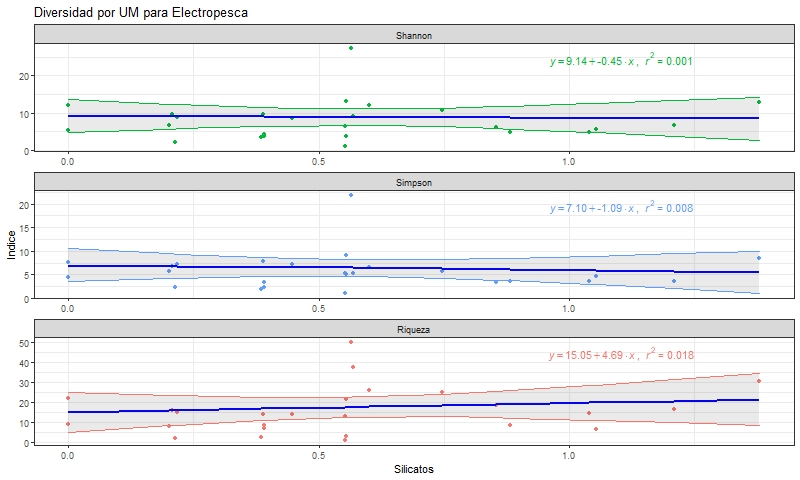 Diversidad por UM para Electropesca
Shannon
y = 9.14 + -0.45 · x , r² = 0.001
20
10
0
0.0 0.5 1.0
Simpson
y = 7.10 + -1.09 · x , r² = 0.008
20
15
10
5
0
0.0 0.5 1.0
Indice
Riqueza
y = 15.05 + 4.69 · x , r² = 0.018
50
40
30
20
10
0
0.0 0.5 1.0
Silicatos